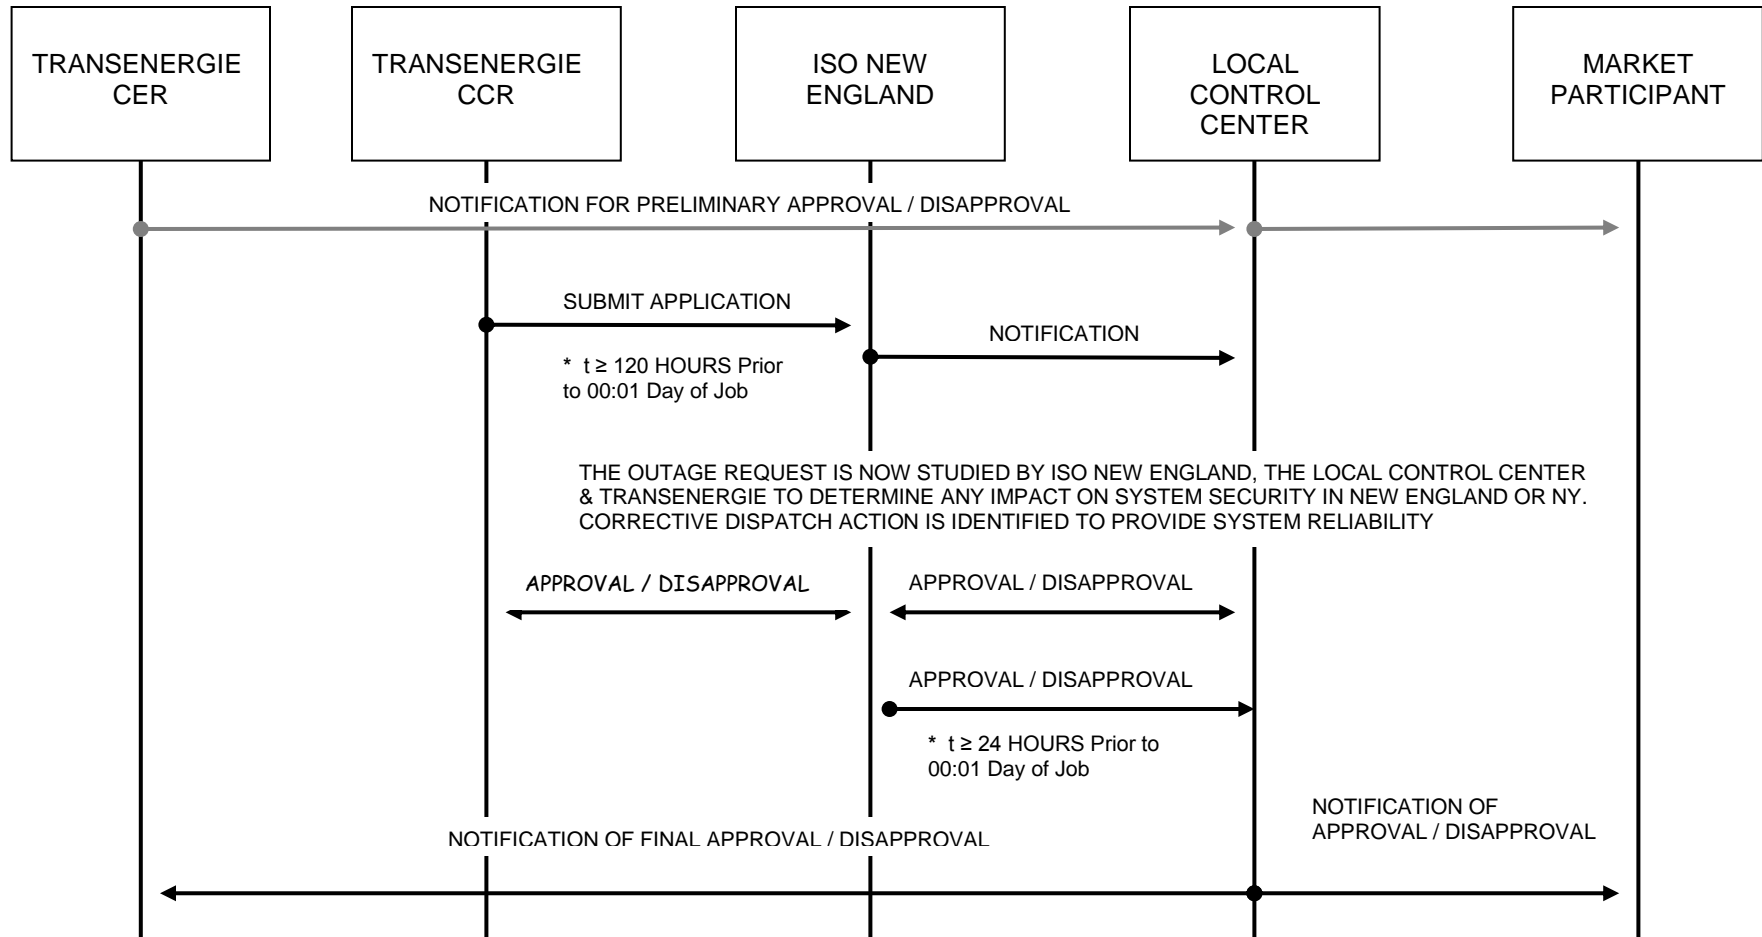 TRANSENERGIE
CER
TRANSENERGIE
CCR
ISO NEW
ENGLAND
LOCAL
CONTROL
CENTER
MARKET
PARTICIPANT
NOTIFICATION FOR PRELIMINARY APPROVAL / DISAPPROVAL
SUBMIT APPLICATION
* t ≥ 120 HOURS Prior
to 00:01 Day of Job
NOTIFICATION
THE OUTAGE REQUEST IS NOW STUDIED BY ISO NEW ENGLAND, THE LOCAL CONTROL CENTER
& TRANSENERGIE TO DETERMINE ANY IMPACT ON SYSTEM SECURITY IN NEW ENGLAND OR NY.
CORRECTIVE DISPATCH ACTION IS IDENTIFIED TO PROVIDE SYSTEM RELIABILITY
APPROVAL / DISAPPROVAL
APPROVAL / DISAPPROVAL
APPROVAL / DISAPPROVAL
* t ≥ 24 HOURS Prior to
00:01 Day of Job
NOTIFICATION OF FINAL APPROVAL / DISAPPROVAL
NOTIFICATION OF
APPROVAL / DISAPPROVAL